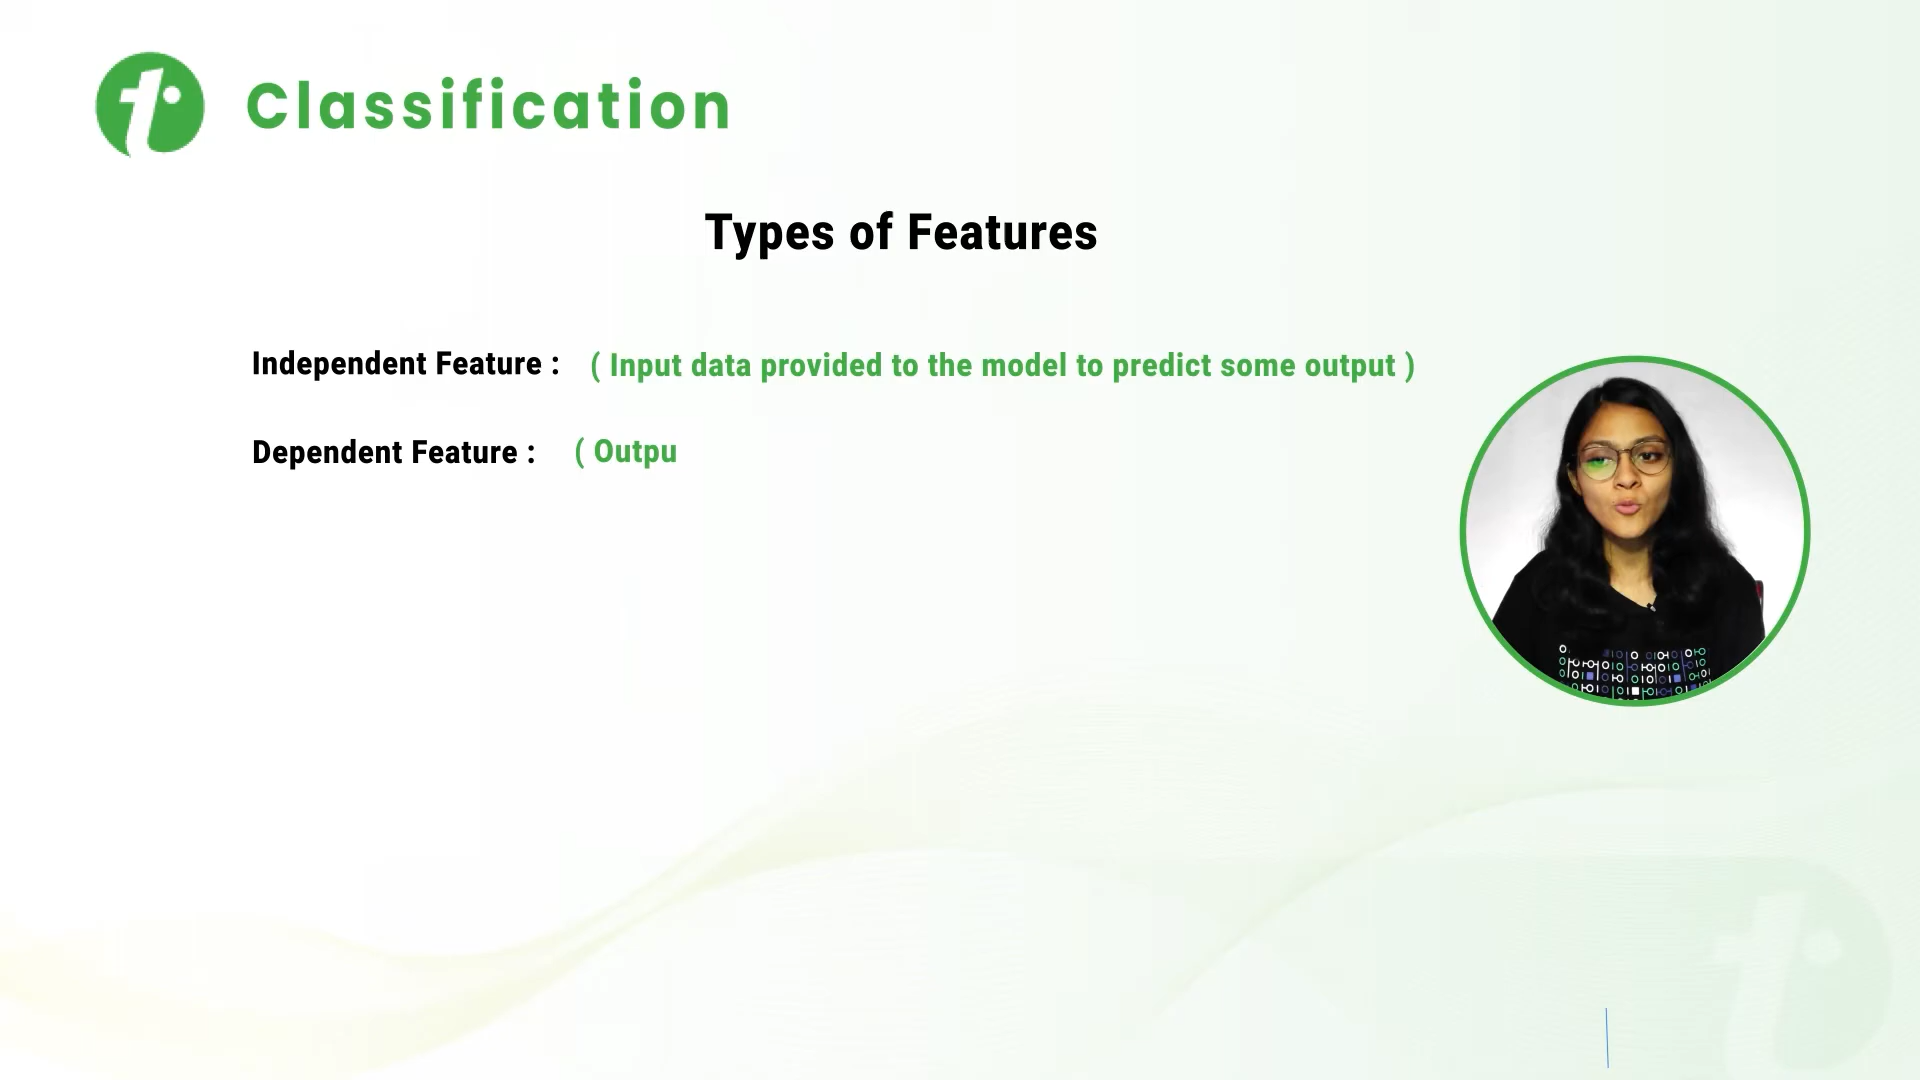 Classification
Types of Features
Independent Feature : ( Input data provided to the model to predict some output )
Dependent Feature : ( Outpu